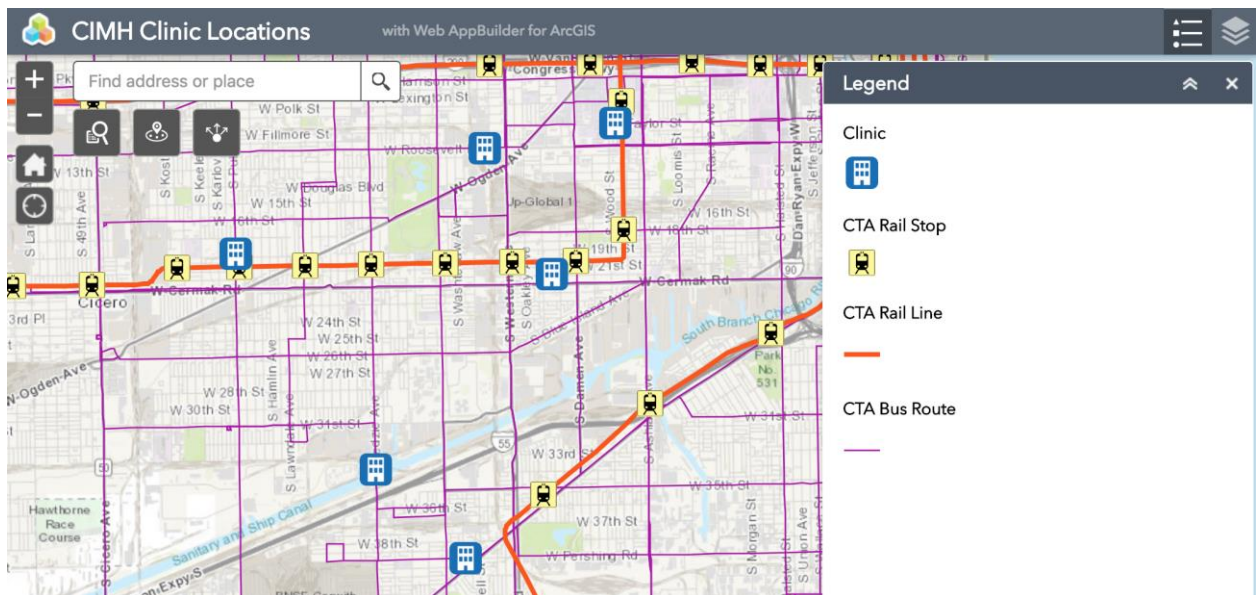 CIMH Clinic Locations
with Web AppBuilder for ArcGIS
Find address or place
Legend
Clinic
CTA Rail Stop
CTA Rail Line
CTA Bus Route
Congress
W Polk St
W Fillmore St
W Roosevelt
W 13th St
W Douglas Blvd
W Ogden Ave
W 15th St
W 16th St
Up-Global 1
W 16th St
W 18th St
W 19th St
W 21st St
S 49th Ave
S Kost
S Keele
S Karlov
S Wood St
S Loomis St
S Racine Ave
S Halsted St
Dan Ryan Expy W
S Jefferson St
90
W Cermak Rd
W Cermak Rd
Cicero
3rd Pl
S Western
S Oakley Ave
S Blue Island Ave
South Branch Chicago
W 24th St
W 25th St
W 26th St
W 27th St
W Ogden Ave
W 28th St
W 30th St
W 31st St
S Hamlin Ave
S Lawndale Ave
S Damen Ave
Park
No.
531
W 31st St
55
50
W 33rd St
W 35th St
W 36th St
W 37th St
W 38th St
W Pershing Rd
S Morgan St
S Union Ave
Hawthorne
Race
Course
S Cicero Ave
Sanitary and Ship Canal